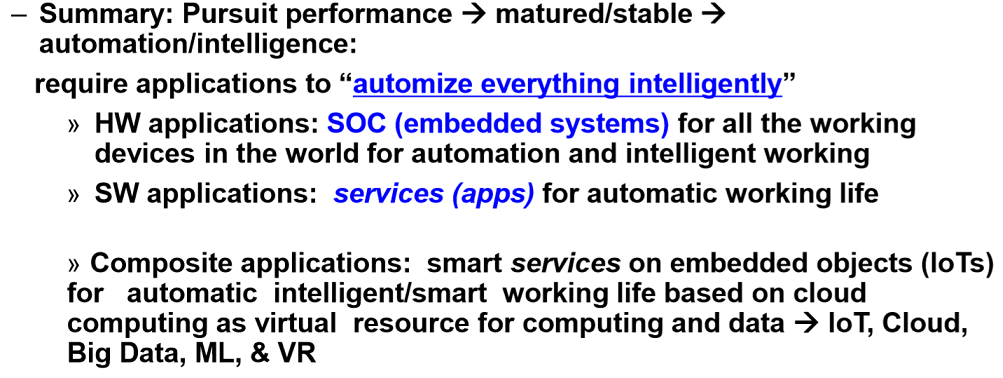 – Summary: Pursuit performance → matured/stable →
automation/intelligence:
require applications to “automize everything intelligently”
» HW applications: SOC (embedded systems) for all the working
devices in the world for automation and intelligent working
» SW applications: services (apps) for automatic working life
» Composite applications: smart services on embedded objects (IoTs)
for automatic intelligent/smart working life based on cloud
computing as virtual resource for computing and data → IoT, Cloud,
Big Data, ML, & VR